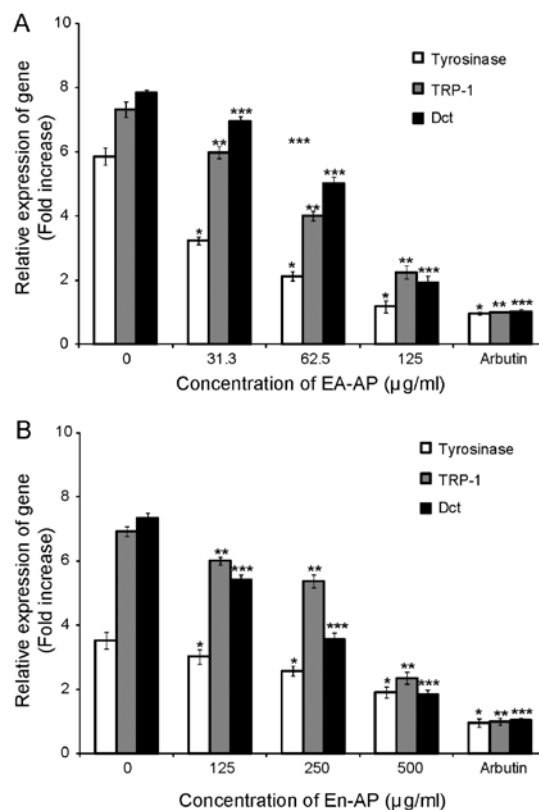 A
10
8
6
4
2
0
Relative expression of gene
(Fold increase)
Tyrosinase
TRP-1
Dct
*
**
***
*
**
***
***
*
**
***
*
**
***
0
31.3
62.5
125
Arbutin
Concentration of EA-AP (µg/ml)
B
10
8
6
4
2
0
Relative expression of gene
(Fold increase)
Tyrosinase
TRP-1
Dct
*
**
***
*
**
***
*
**
***
*
**
***
0
125
250
500
Arbutin
Concentration of En-AP (µg/ml)